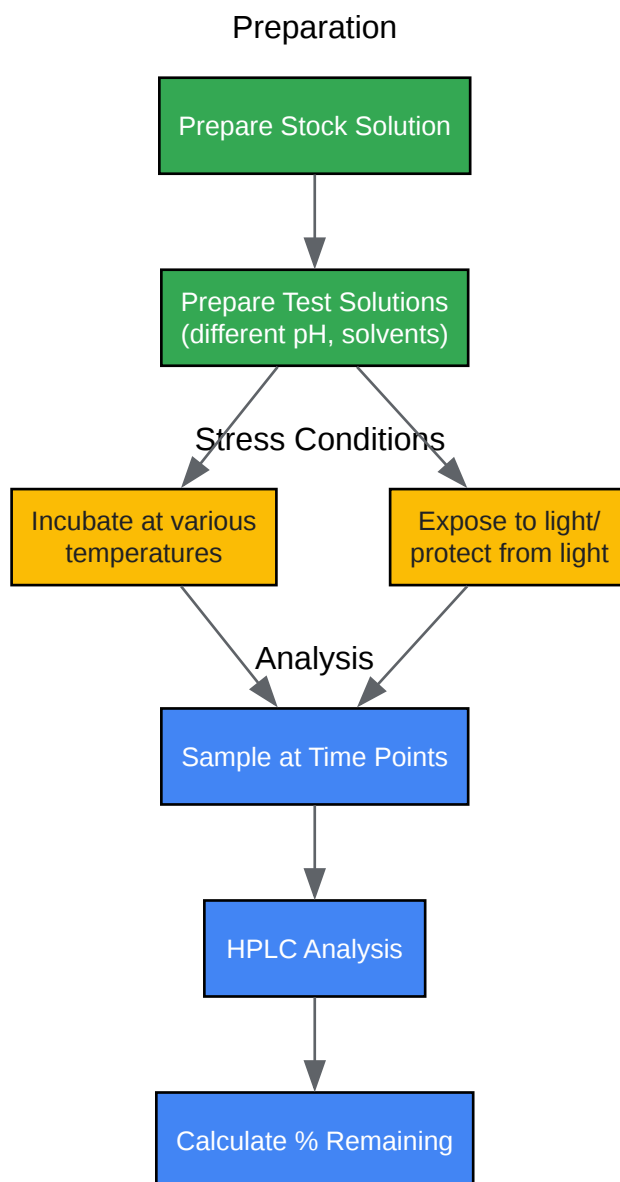 Preparation
Prepare Stock Solution
Prepare Test Solutions
(different pH, solvents)
Stress Conditions
Incubate at various
temperatures
Expose to light/
protect from light
Analysis
Sample at Time Points
HPLC Analysis
Calculate % Remaining